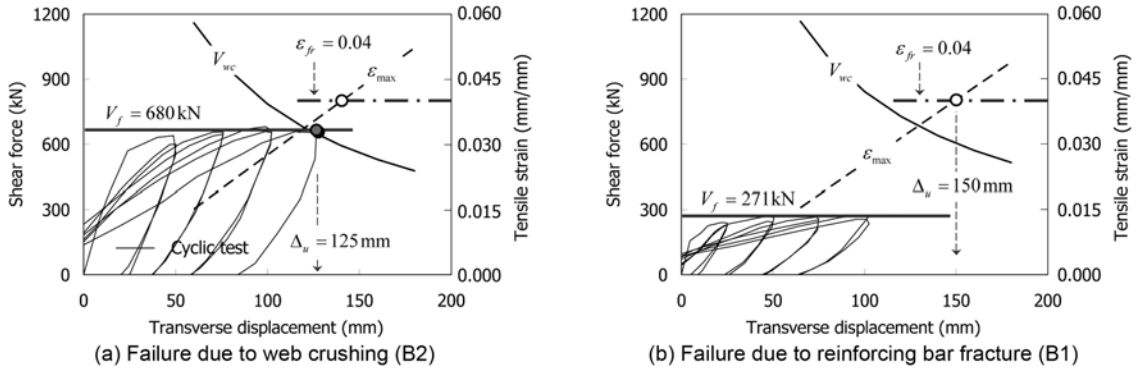 1200
900
600
300
0
Shear force (kN)
0.060
0.045
0.030
0.015
0.000
Tensile strain (mm/mm)
V_wc
ε_fr = 0.04
ε_max
V_f = 680 kN
Δ_u = 125 mm
Cyclic test
0 50 100 150 200
Transverse displacement (mm)
(a) Failure due to web crushing (B2)
1200
900
600
300
0
Shear force (kN)
0.060
0.045
0.030
0.015
0.000
Tensile strain (mm/mm)
V_wc
ε_fr = 0.04
ε_max
V_f = 271 kN
Δ_u = 150 mm
0 50 100 150 200
Transverse displacement (mm)
(b) Failure due to reinforcing bar fracture (B1)